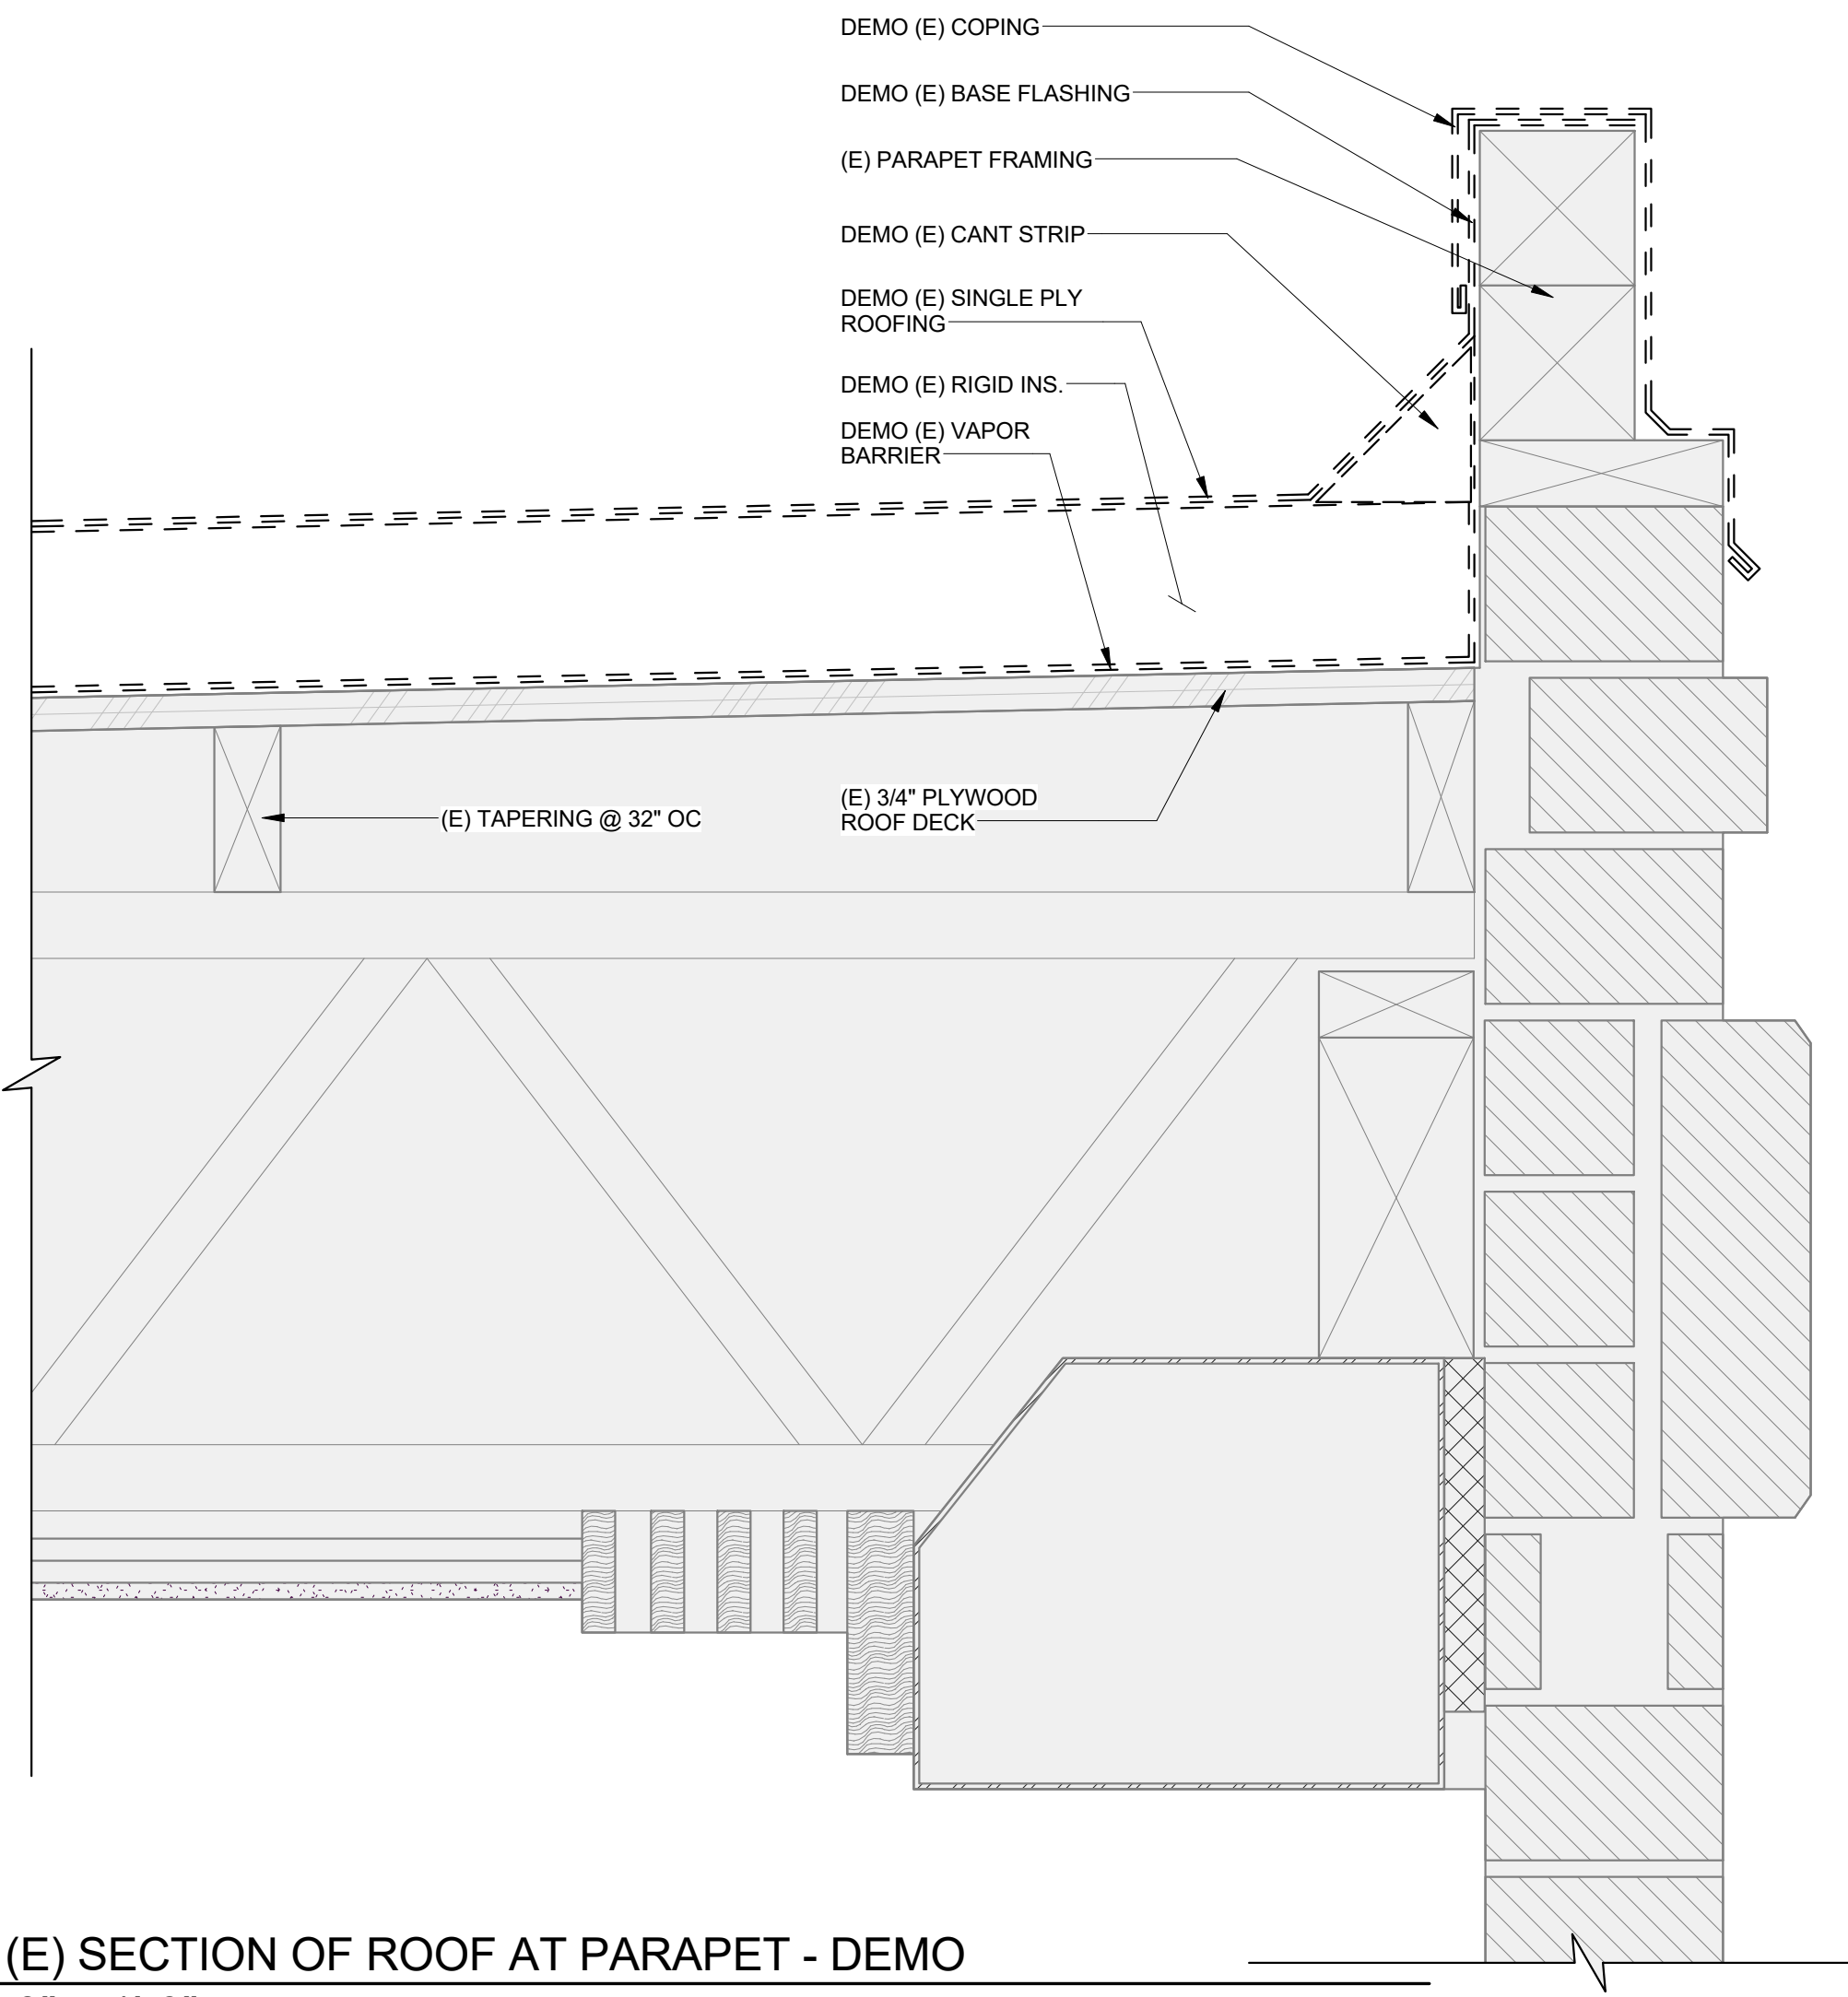 DEMO (E) COPING
DEMO (E) BASE FLASHING
(E) PARAPET FRAMING
DEMO (E) CANT STRIP
DEMO (E) SINGLE PLY
ROOFING
DEMO (E) RIGID INS.
DEMO (E) VAPOR
BARRIER
(E) TAPERING @ 32" OC
(E) 3/4" PLYWOOD
ROOF DECK
(E) SECTION OF ROOF AT PARAPET - DEMO